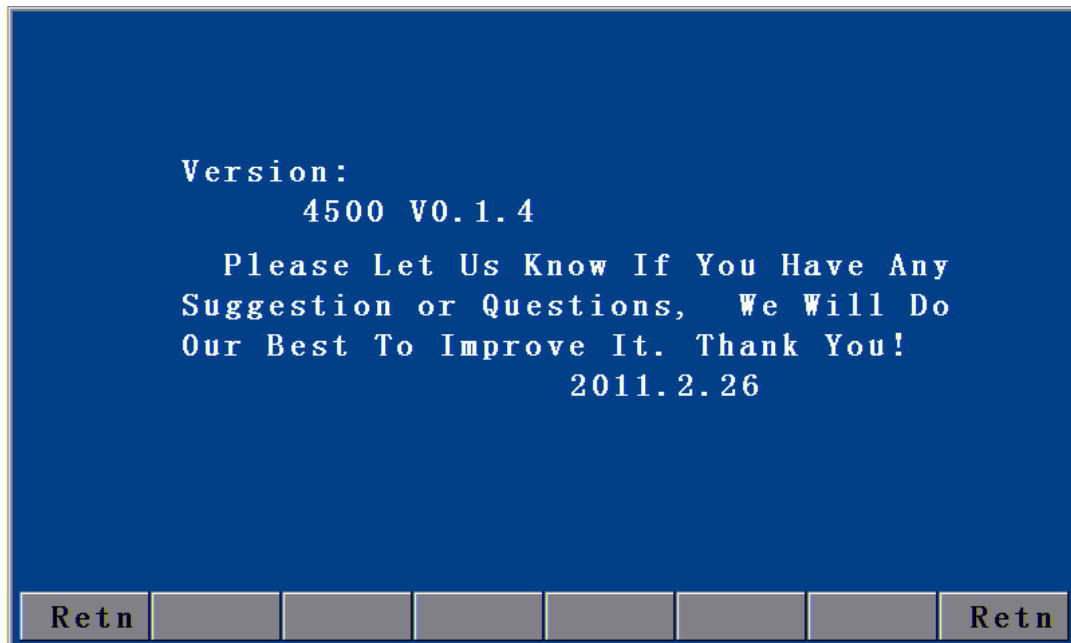 Version:
4500 V0.1.4
Please Let Us Know If You Have Any
Suggestion or Questions, We Will Do
Our Best To Improve It. Thank You!
2011.2.26
Retn
Retn